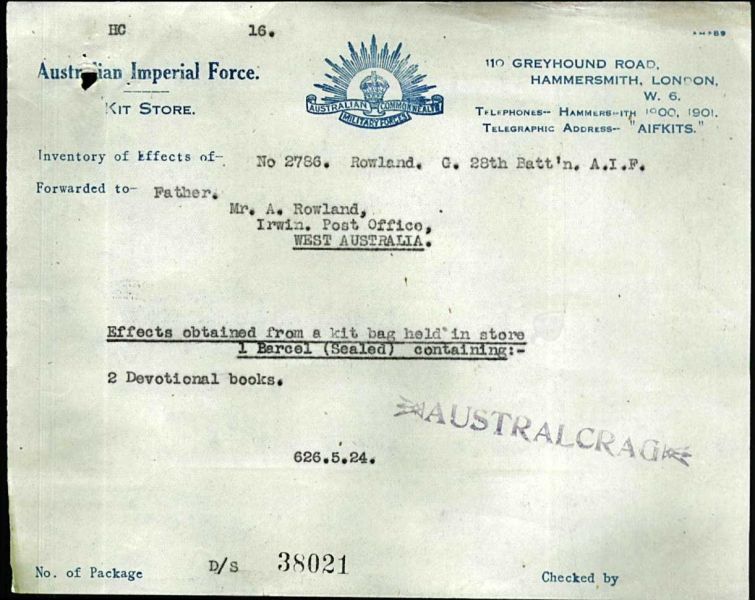 HC 16.
Australian Imperial Force.
KIT STORE.
AUSTRALIAN COMMONWEALTH
MILITARY FORCES
110 GREYHOUND ROAD,
HAMMERSMITH, LONDON,
W. 6.
TELEPHONES-- HAMMERSMITH 1900, 1901.
TELEGRAPHIC ADDRESS-- "AIFKITS."
Inventory of Effects of- No 2786. Rowland. G. 28th Batt'n. A.I.F.
Forwarded to- Father.
Mr. A. Rowland,
Irwin. Post Office,
WEST AUSTRALIA.
Effects obtained from a kit bag held in store
1 Barcel (Sealed) containing:-
2 Devotional books.
AUSTRALCRAG
626.5.24.
No. of Package D/S 38021
Checked by